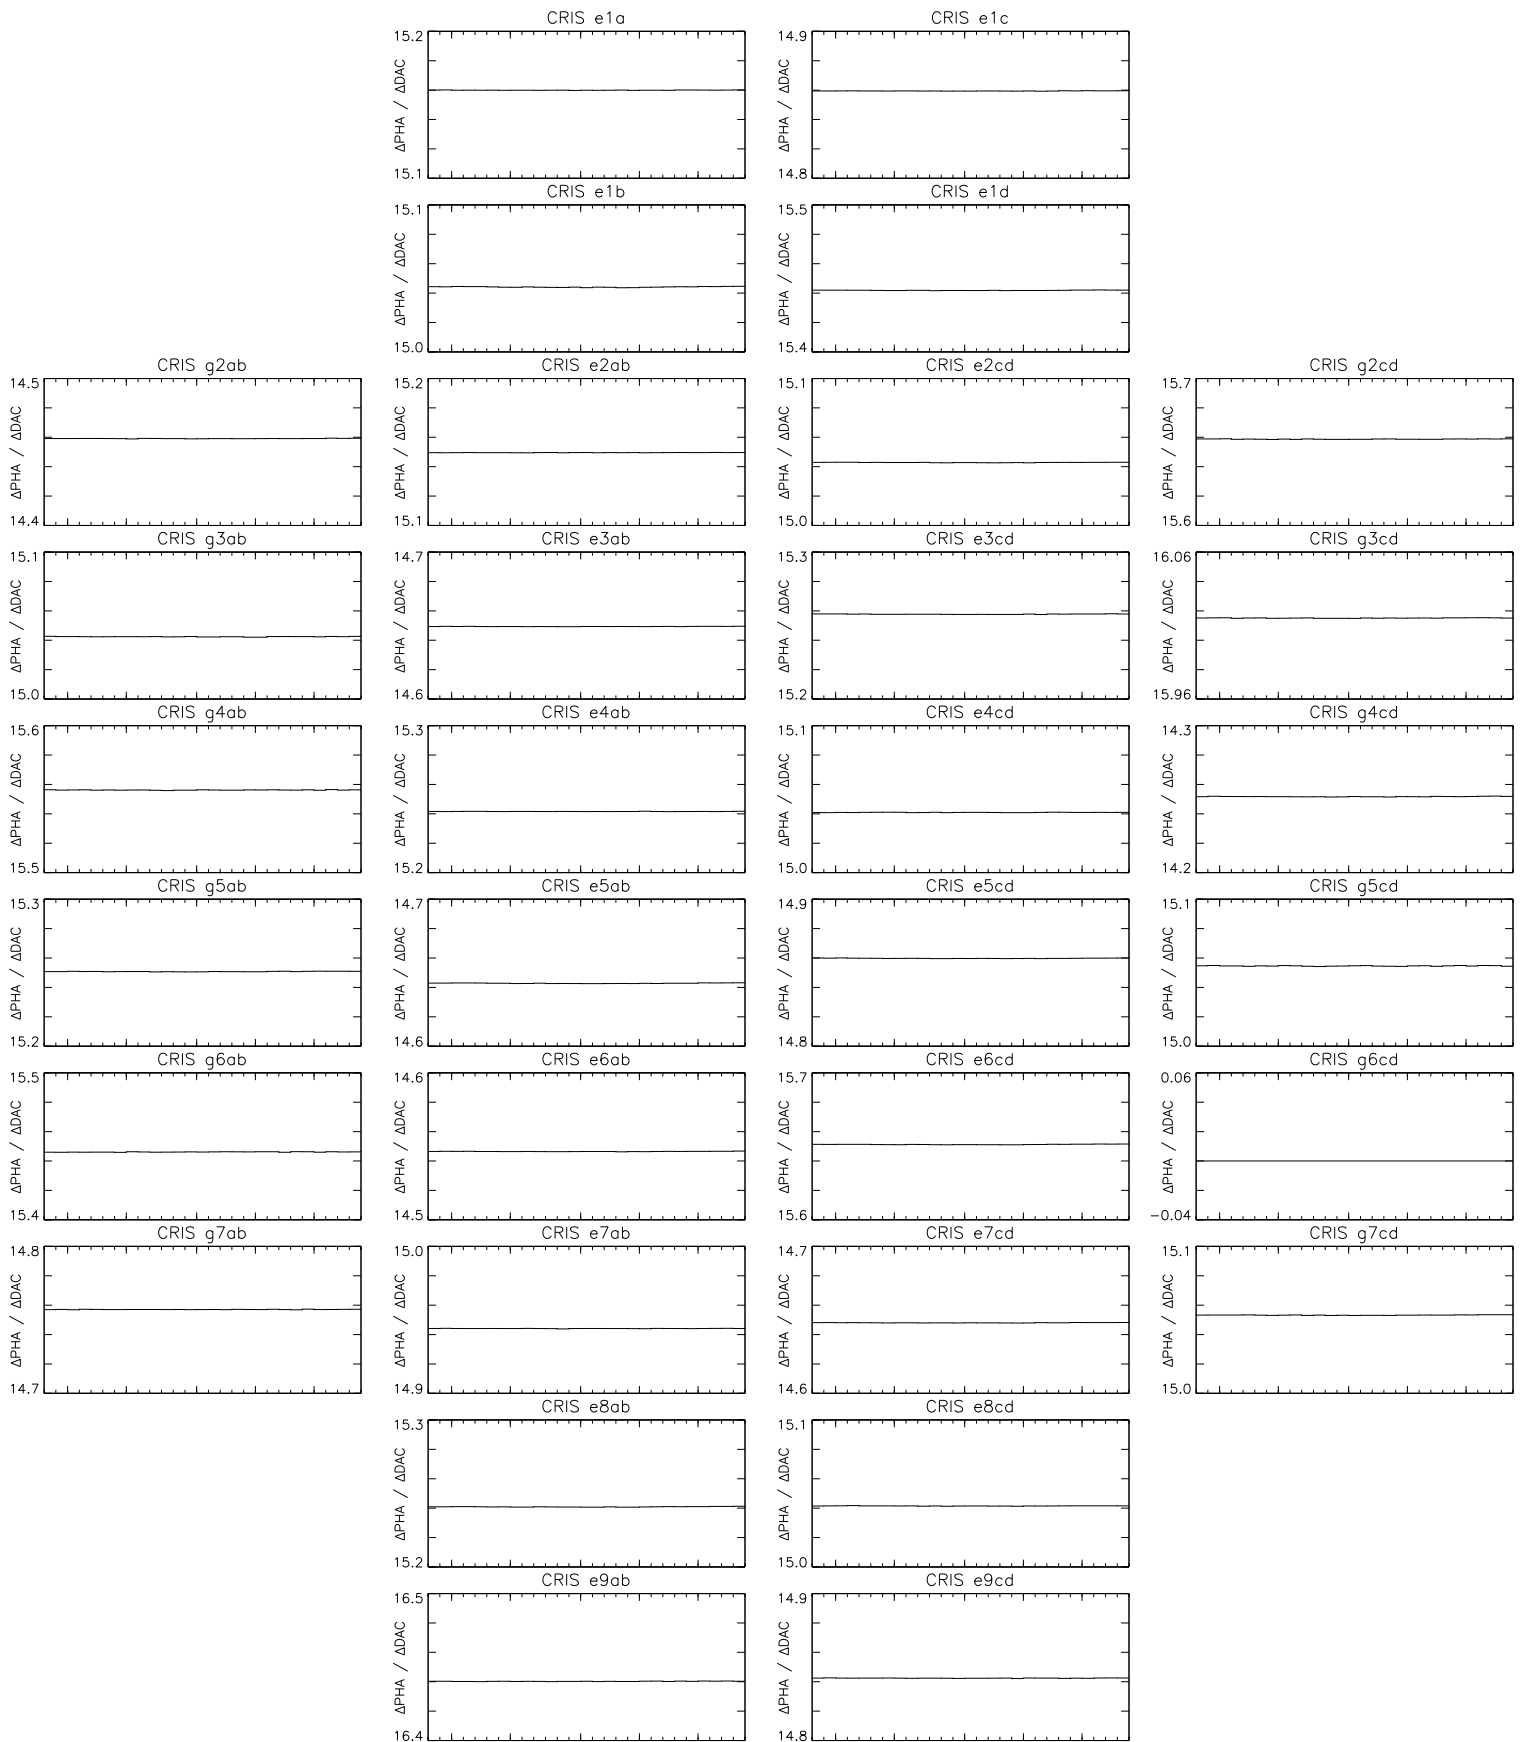 CRIS e1a
15.2
ΔPHA / ΔDAC
15.1
CRIS e1c
14.9
ΔPHA / ΔDAC
14.8
CRIS e1b
15.1
ΔPHA / ΔDAC
15.0
CRIS e1d
15.5
ΔPHA / ΔDAC
15.4
CRIS g2ab
14.5
ΔPHA / ΔDAC
14.4
CRIS e2ab
15.2
ΔPHA / ΔDAC
15.1
CRIS e2cd
15.1
ΔPHA / ΔDAC
15.0
CRIS g2cd
15.7
ΔPHA / ΔDAC
15.6
CRIS g3ab
15.1
ΔPHA / ΔDAC
15.0
CRIS e3ab
14.7
ΔPHA / ΔDAC
14.6
CRIS e3cd
15.3
ΔPHA / ΔDAC
15.2
CRIS g3cd
16.06
ΔPHA / ΔDAC
15.96
CRIS g4ab
15.6
ΔPHA / ΔDAC
15.5
CRIS e4ab
15.3
ΔPHA / ΔDAC
15.2
CRIS e4cd
15.1
ΔPHA / ΔDAC
15.0
CRIS g4cd
14.3
ΔPHA / ΔDAC
14.2
CRIS g5ab
15.3
ΔPHA / ΔDAC
15.2
CRIS e5ab
14.7
ΔPHA / ΔDAC
14.6
CRIS e5cd
14.9
ΔPHA / ΔDAC
14.8
CRIS g5cd
15.1
ΔPHA / ΔDAC
15.0
CRIS g6ab
15.5
ΔPHA / ΔDAC
15.4
CRIS e6ab
14.6
ΔPHA / ΔDAC
14.5
CRIS e6cd
15.7
ΔPHA / ΔDAC
15.6
CRIS g6cd
0.06
ΔPHA / ΔDAC
−0.04
CRIS g7ab
14.8
ΔPHA / ΔDAC
14.7
CRIS e7ab
15.0
ΔPHA / ΔDAC
14.9
CRIS e7cd
14.7
ΔPHA / ΔDAC
14.6
CRIS g7cd
15.1
ΔPHA / ΔDAC
15.0
CRIS e8ab
15.3
ΔPHA / ΔDAC
15.2
CRIS e8cd
15.1
ΔPHA / ΔDAC
15.0
CRIS e9ab
16.5
ΔPHA / ΔDAC
16.4
CRIS e9cd
14.9
ΔPHA / ΔDAC
14.8